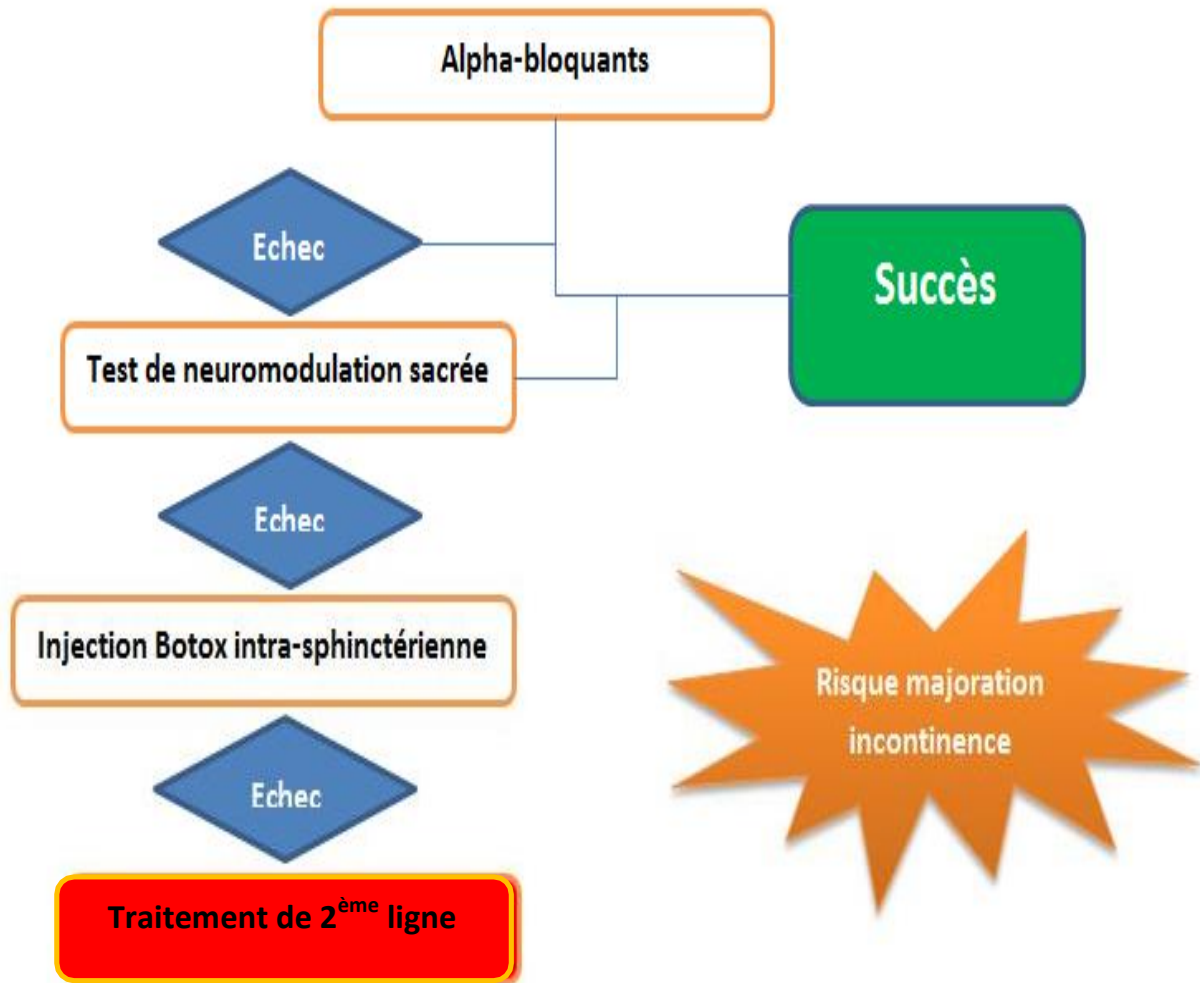 Alpha-bloquants
Echec
Succès
Test de neuromodulation sacrée
Echec
Injection Botox intra-sphinctérienne
Risque majoration
incontinence
Echec
Traitement de 2ème ligne